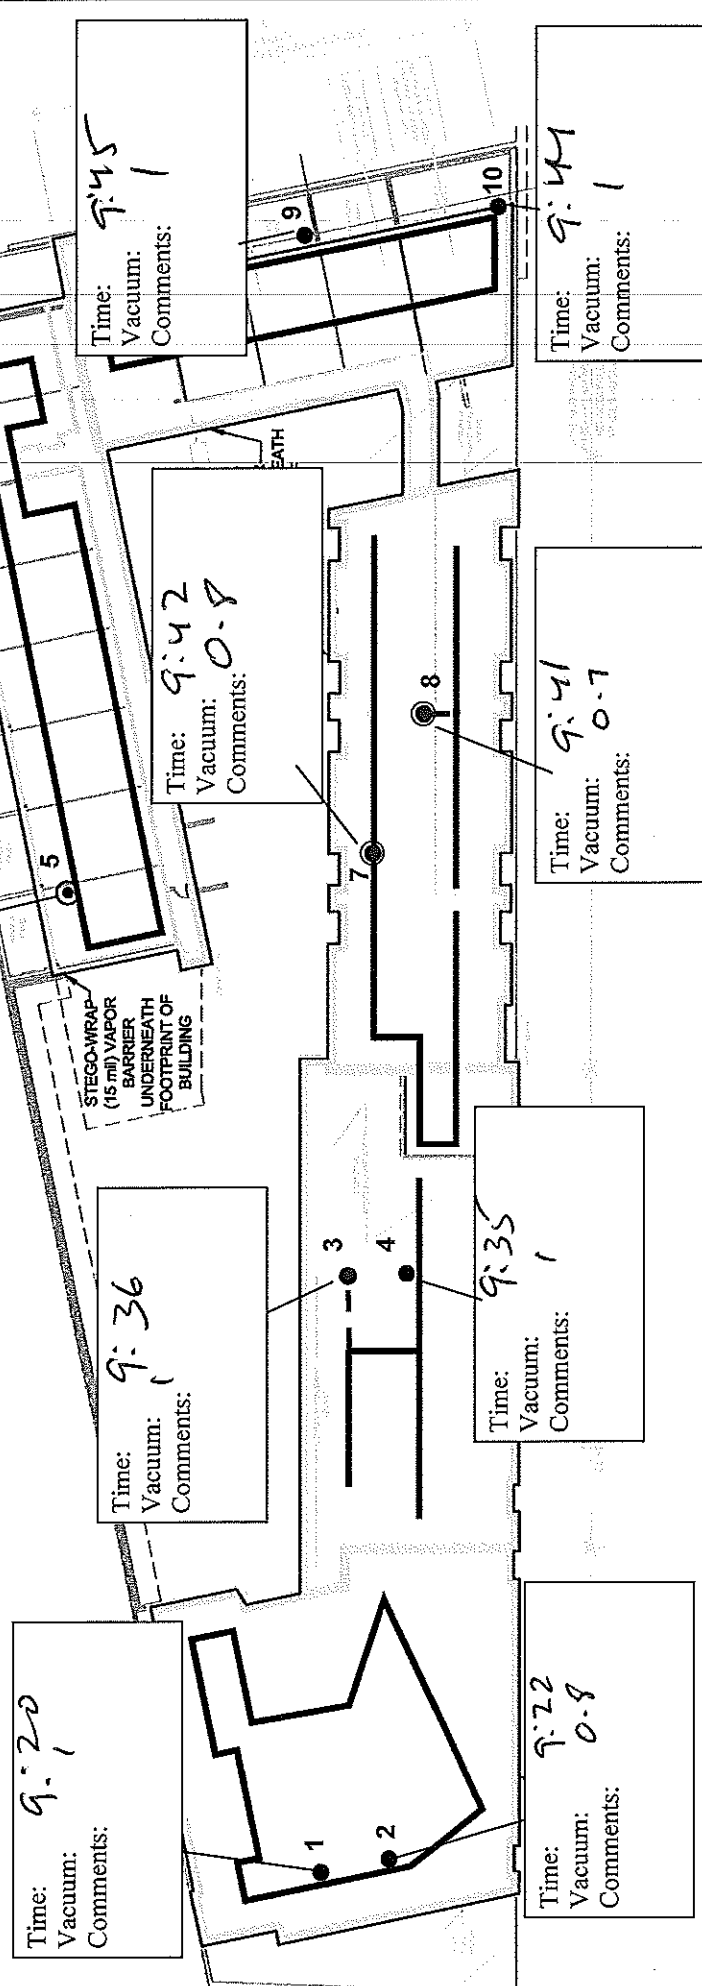 Time: 9:20
Vacuum: 1
Comments:
1
2
Time: 9:22
Vacuum: 0.8
Comments:
Time: 9:36
Vacuum: 1
Comments:
3
4
Time: 9:35
Vacuum: 1
Comments:
STEGO-WRAP
(15 mil) VAPOR
BARRIER
UNDERNEATH
FOOTPRINT OF
BUILDING
5
Time: 9:42
Vacuum: 0.8
Comments:
7
8
Time: 9:41
Vacuum: 0.7
Comments:
EATH
Time: 9:45
Vacuum: 1
Comments:
9
10
Time: 9:44
Vacuum: 1
Comments: